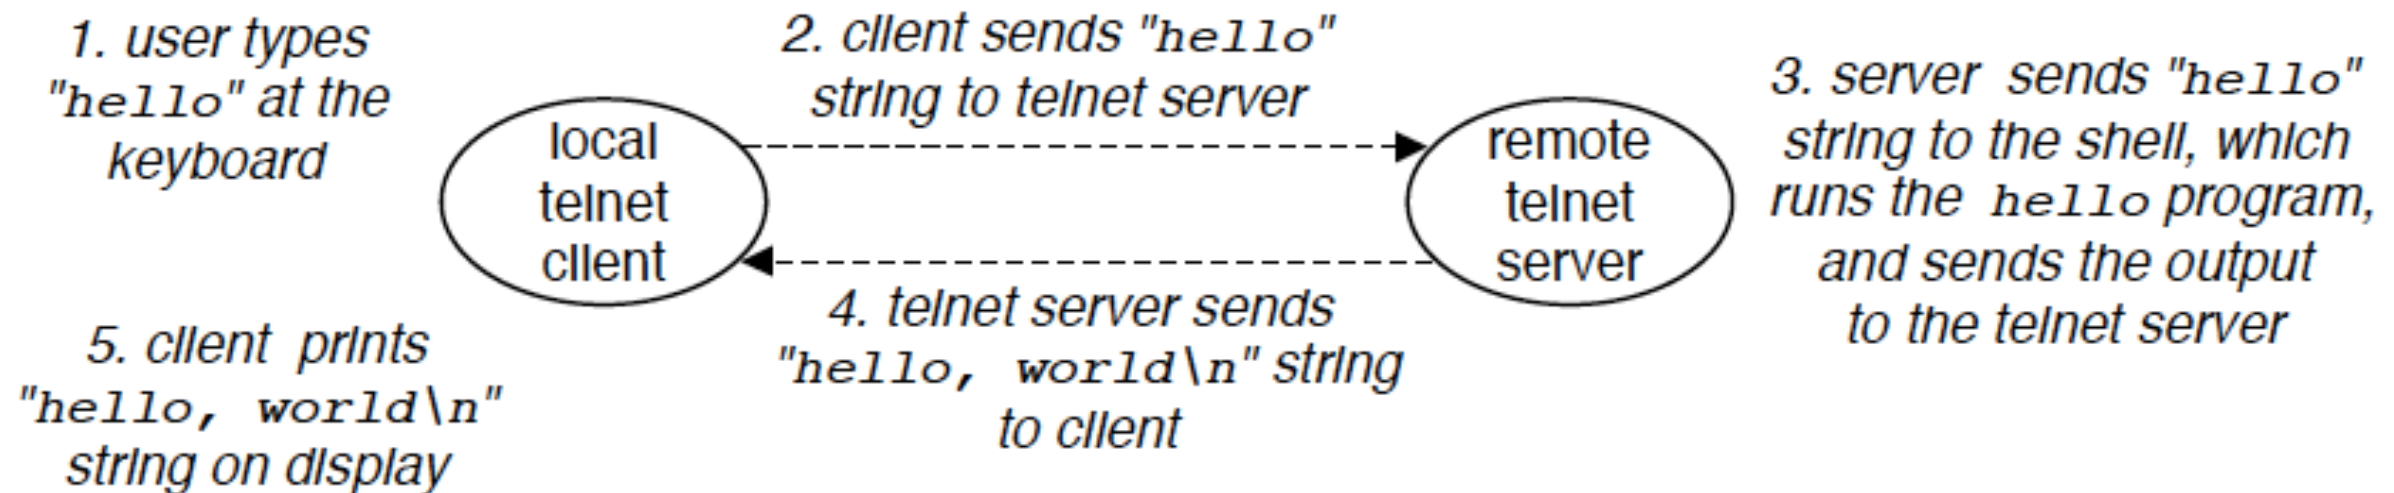 1. user types
"hello" at the
keyboard
2. client sends "hello"
string to telnet server
local
telnet
client
remote
telnet
server
3. server sends "hello"
string to the shell, which
runs the hello program,
and sends the output
to the telnet server
4. telnet server sends
"hello, world\n" string
to client
5. client prints
"hello, world\n"
string on display